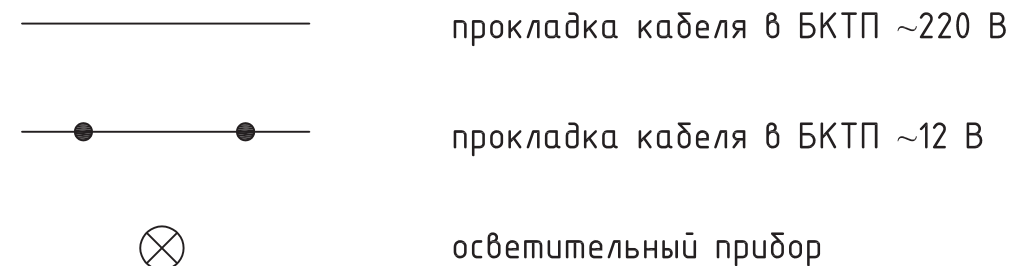 прокладка кабеля в БКТП ~220 В
прокладка кабеля в БКТП ~12 В
осветительный прибор